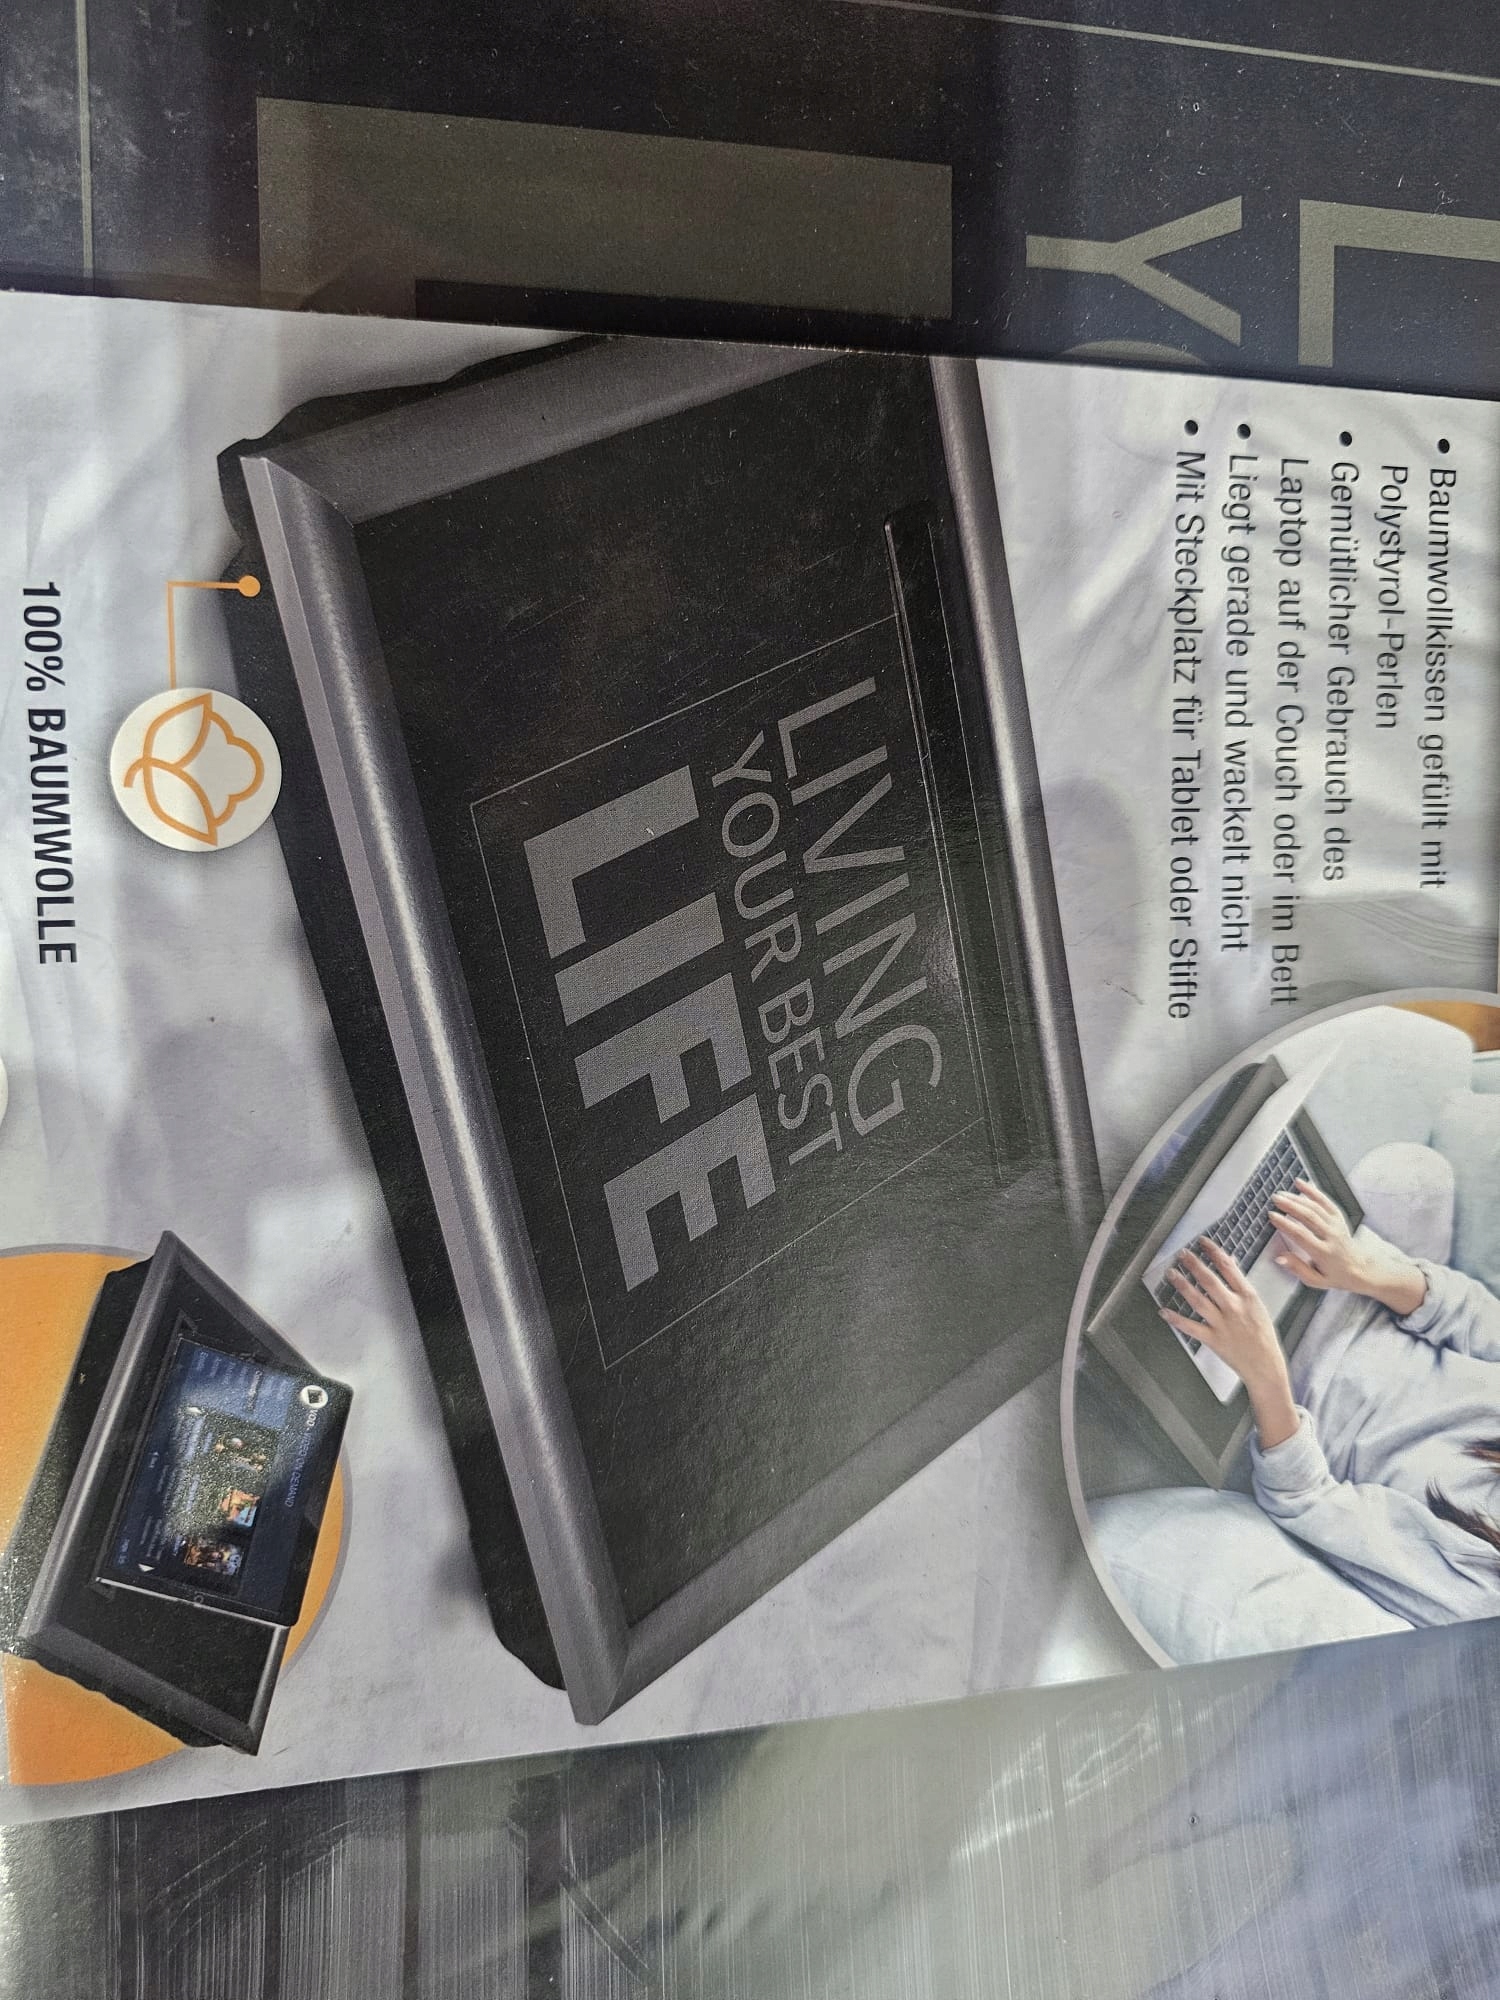 • Baumwollkissen gefüllt mit
Polystyrol-Perlen
• Gemütlicher Gebrauch des
Laptop auf der Couch oder im Bett
• Liegt gerade und wackelt nicht
• Mit Steckplatz für Tablet oder Stifte
LIVING
YOUR BEST
LIFE
100% BAUMWOLLE